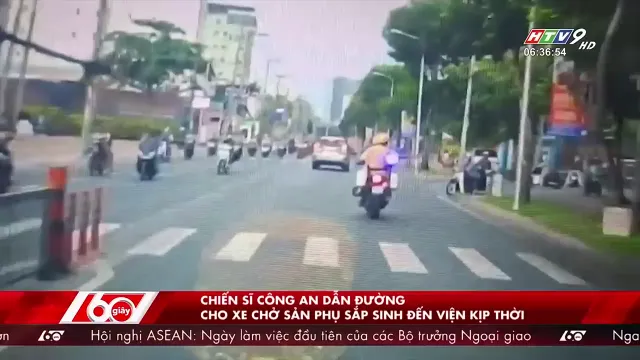 HTV9 HD
06:36:54
CHIẾN SĨ CÔNG AN DẪN ĐƯỜNG
CHO XE CHỞ SẢN PHỤ SẮP SINH ĐẾN VIỆN KỊP THỜI
60 giây
60 Hội nghị ASEAN: Ngày làm việc đầu tiên của các Bộ trưởng Ngoại giao 60